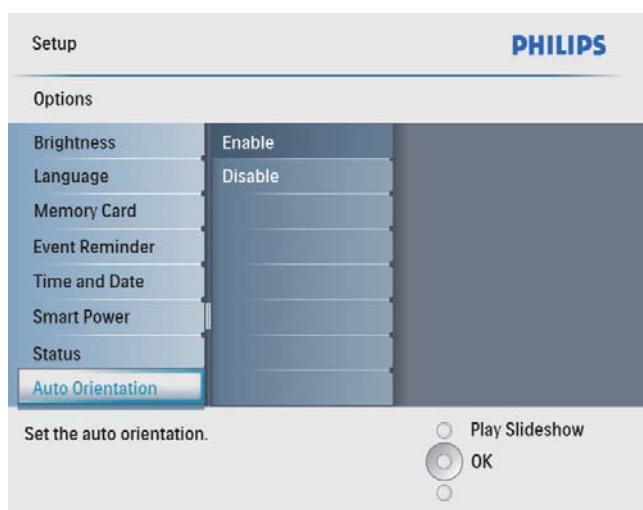 Setup
PHILIPS
Options
Brightness
Enable
Language
Disable
Memory Card
Event Reminder
Time and Date
Smart Power
Status
Auto Orientation
Set the auto orientation.
Play Slideshow
OK